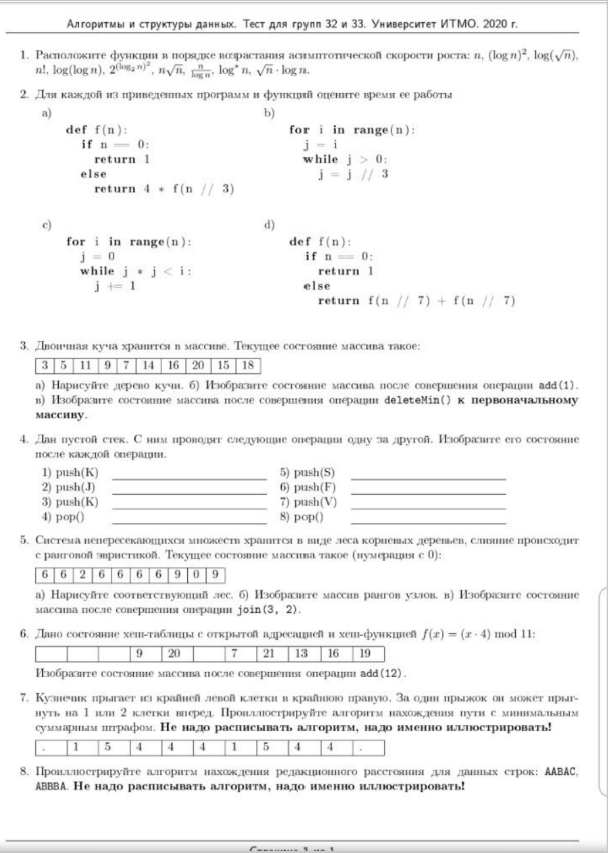 Алгоритмы и структуры данных. Тест для групп 32 и 33. Университет ИТМО. 2020 г.
1. Расположите функции в порядке возрастания асимптотической скорости роста: n, (log n)², log(√n),
n!, log(log n), 2^((log₂ n)²), n√n, n/log n, log* n, √n · log n.
2. Для каждой из приведенных программ и функций оцените время ее работы
a) b)
def f(n):
if n == 0:
return 1
else
return 4 * f(n // 3)
for i in range(n):
j = i
while j > 0:
j = j // 3
c) d)
for i in range(n):
j = 0
while j * j < i:
j += 1
def f(n):
if n == 0:
return 1
else
return f(n // 7) + f(n // 7)
3. Двоичная куча хранится в массиве. Текущее состояние массива такое:
3 5 11 9 7 14 16 20 15 18
а) Нарисуйте дерево кучи. б) Изобразите состояние массива после совершения операции add(1).
в) Изобразите состояние массива после совершения операции deleteMin() к первоначальному
массиву.
4. Дан пустой стек. С ним проводят следующие операции одну за другой. Изобразите его состояние
после каждой операции.
1) push(K) 5) push(S)
2) push(J) 6) push(F)
3) push(K) 7) push(V)
4) pop() 8) pop()
5. Система непересекающихся множеств хранится в виде леса корневых деревьев, слияние происходит
с ранговой эвристикой. Текущее состояние массива такое (нумерация с 0):
6 6 2 6 6 6 6 9 0 9
а) Нарисуйте соответствующий лес. б) Изобразите массив рангов узлов. в) Изобразите состояние
массива после совершения операции join(3, 2).
6. Дано состояние хеш-таблицы с открытой адресацией и хеш-функцией f(x) = (x · 4) mod 11:
9 20 7 21 13 16 19
Изобразите состояние массива после совершения операции add(12).
7. Кузнечик прыгает из крайней левой клетки в крайнюю правую. За один прыжок он может прыг-
нуть на 1 или 2 клетки вперед. Проиллюстрируйте алгоритм нахождения пути с минимальным
суммарным штрафом. Не надо расписывать алгоритм, надо именно иллюстрировать!
. 1 5 4 4 4 1 5 4 4 .
8. Проиллюстрируйте алгоритм нахождения редакционного расстояния для данных строк: AABAC,
ABBBA. Не надо расписывать алгоритм, надо именно иллюстрировать!